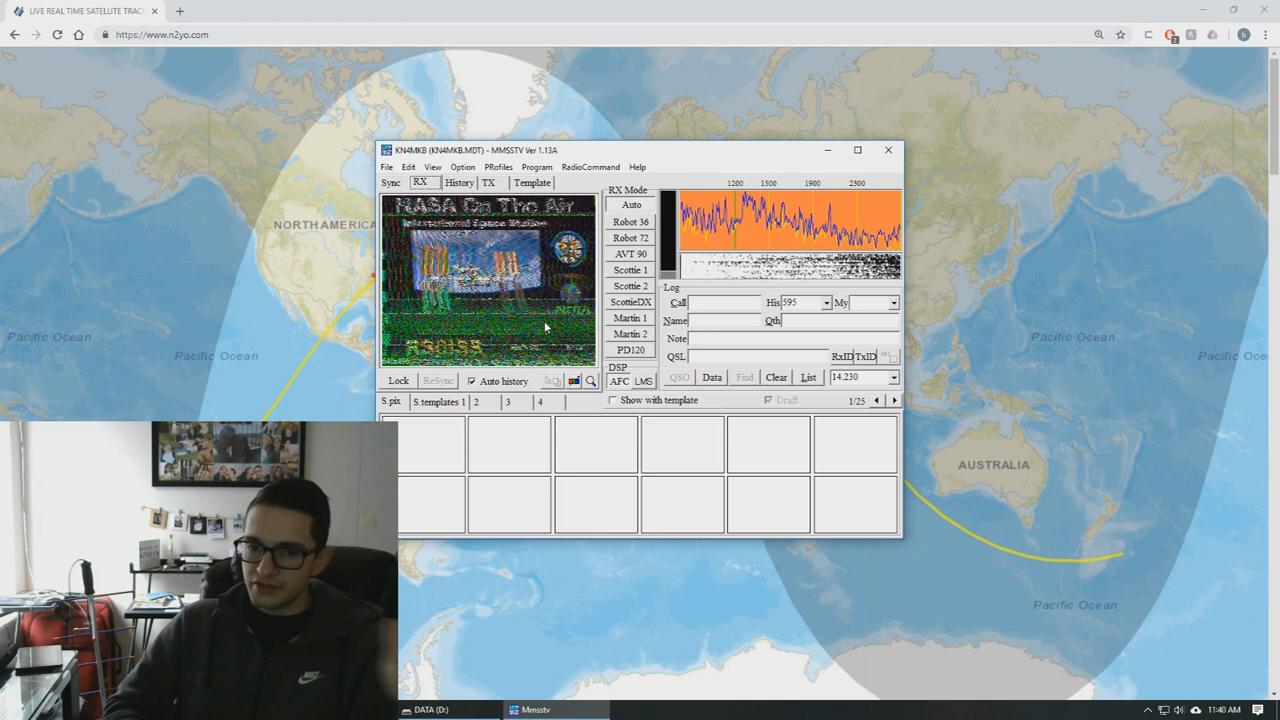 LIVE REAL TIME SATELLITE TRAC
https://www.n2yo.com
NORTH AMERICA
Pacific Ocean
Pacific Ocean
Pacific Ocean
Pacific Oce
AUSTRALIA
Pacific Ocean
KN4MKB (KN4MKB.MDT) - MMSSTV Ver 1.13A
File Edit View Option PRofiles Program RadioCommand Help
Sync RX History TX Template
RX Mode
1200 1500 1900 2300
Auto
Robot 36
Robot 72
AVT 90
Scottie 1
Scottie 2
ScottieDX
Martin 1
Martin 2
PD120
NASA On The Air
International Space Station
RS0ISS
640x496
Log
Call His 595 My
Name Qth
Note
QSL RxID TxID
QSO Data Find Clear List 14.230
DSP
AFC LMS
Lock ReSync Auto history
Show with template Draft 1/25
S.pix S.templates 1 2 3 4
DATA (D:) Mmsstv 11:40 AM